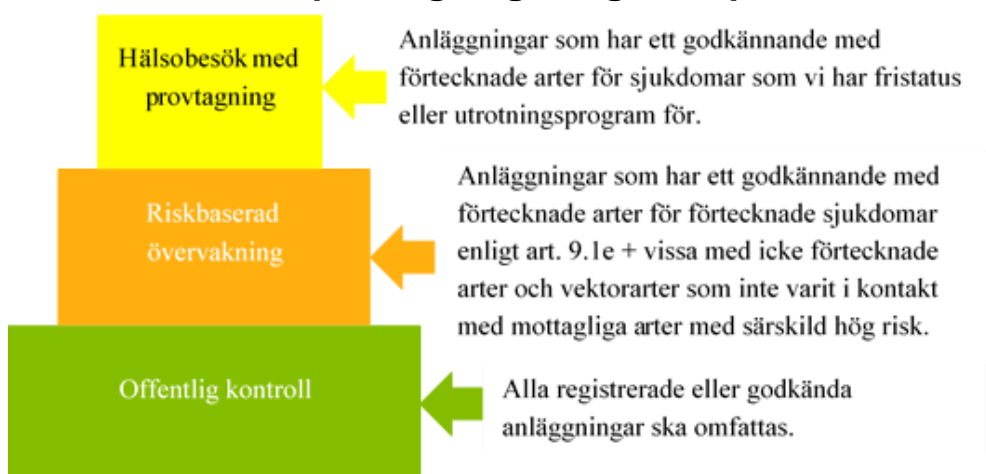 Hälsobesök med
provtagning
Anläggningar som har ett godkännande med
förtecknade arter för sjukdomar som vi har fristatus
eller utrotningsprogram för.
Riskbaserad
övervakning
Anläggningar som har ett godkännande med
förtecknade arter för förtecknade sjukdomar
enligt art. 9.1e + vissa med icke förtecknade
arter och vektorarter som inte varit i kontakt
med mottagliga arter med särskild hög risk.
Offentlig kontroll
Alla registrerade eller godkända
anläggningar ska omfattas.